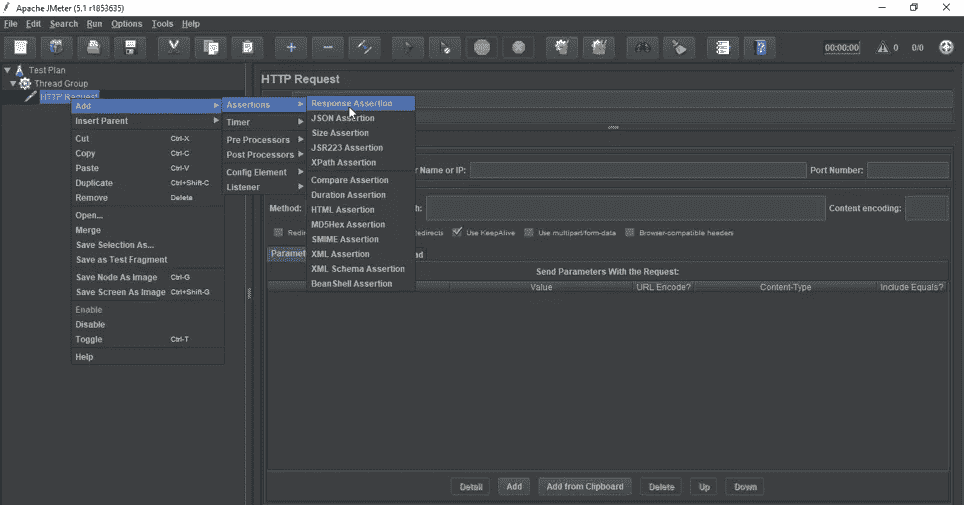 Apache JMeter (5.1 r1853635)
File Edit Search Run Options Tools Help
00:00:00 0 0/0
Test Plan
Thread Group
HTTP Request
HTTP Request
Add
Insert Parent
Cut Ctrl-X
Copy Ctrl-C
Paste Ctrl-V
Duplicate Ctrl+Shift-C
Remove Delete
Open...
Merge
Save Selection As...
Save as Test Fragment
Save Node As Image Ctrl-G
Save Screen As Image Ctrl+Shift-G
Enable
Disable
Toggle Ctrl-T
Help
Assertions
Timer
Pre Processors
Post Processors
Config Element
Listener
Response Assertion
JSON Assertion
Size Assertion
JSR223 Assertion
XPath Assertion
Compare Assertion
Duration Assertion
HTML Assertion
MD5Hex Assertion
SMIME Assertion
XML Assertion
XML Schema Assertion
BeanShell Assertion
r Name or IP: Port Number:
Method: h: Content encoding:
Redir edirects Use KeepAlive Use multipart/form-data Browser-compatible headers
Paramet ad
Send Parameters With the Request:
Value URL Encode? Content-Type Include Equals?
Detail Add Add from Clipboard Delete Up Down